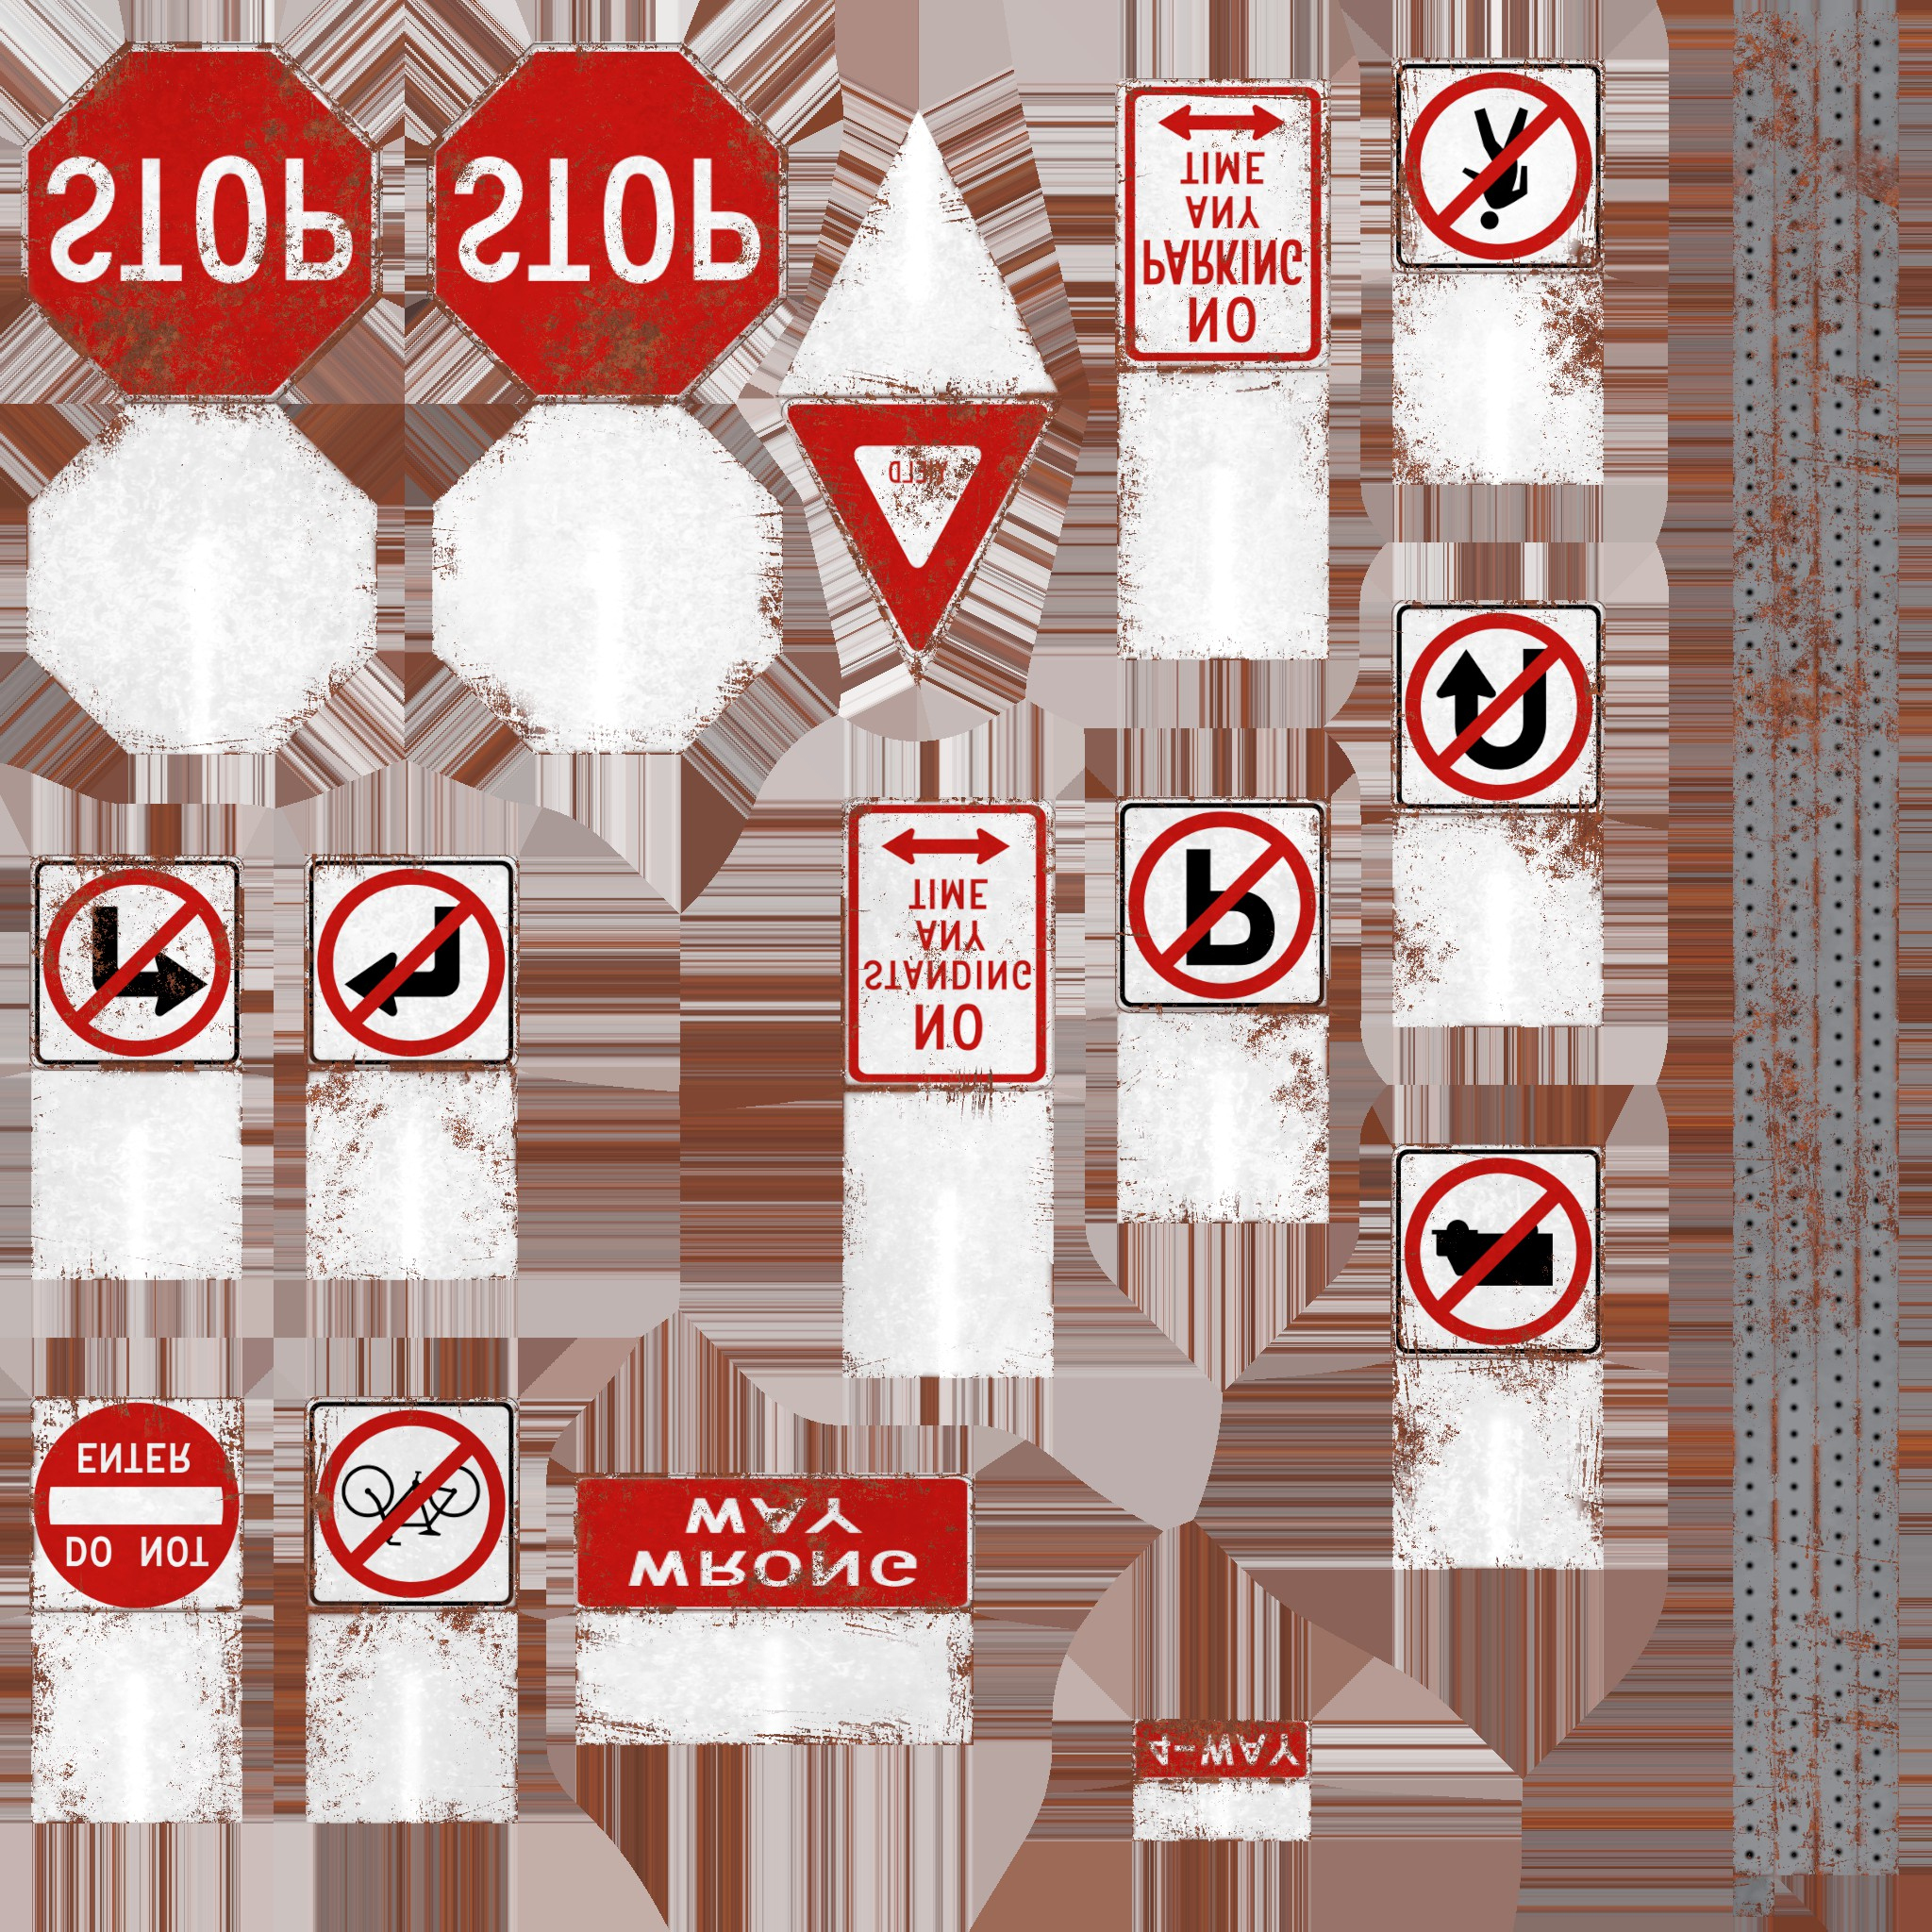 STOP
STOP
YIELD
NO
PARKING
ANY
TIME
NO
STANDING
ANY
TIME
P
DO NOT
ENTER
WRONG
WAY
4-WAY